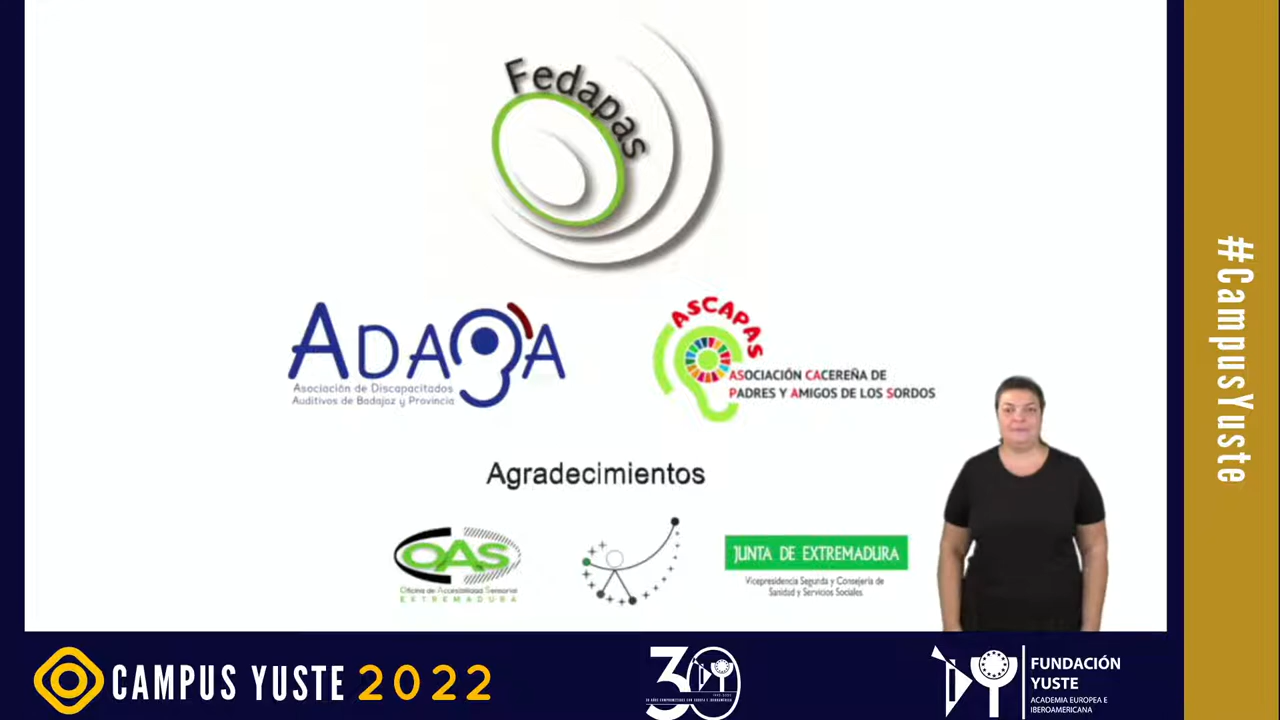 Fedapas
ADABA
Asociación de Discapacitados
Auditivos de Badajoz y Provincia
ASCAPAS
ASOCIACIÓN CACEREÑA DE
PADRES Y AMIGOS DE LOS SORDOS
Agradecimientos
OAS
Oficina de Accesibilidad Sensorial
EXTREMADURA
JUNTA DE EXTREMADURA
Vicepresidencia Segunda y Consejería de
Sanidad y Servicios Sociales
#CampusYuste
CAMPUS YUSTE 2022
30
FUNDACIÓN
YUSTE
ACADEMIA EUROPEA E
IBEROAMERICANA